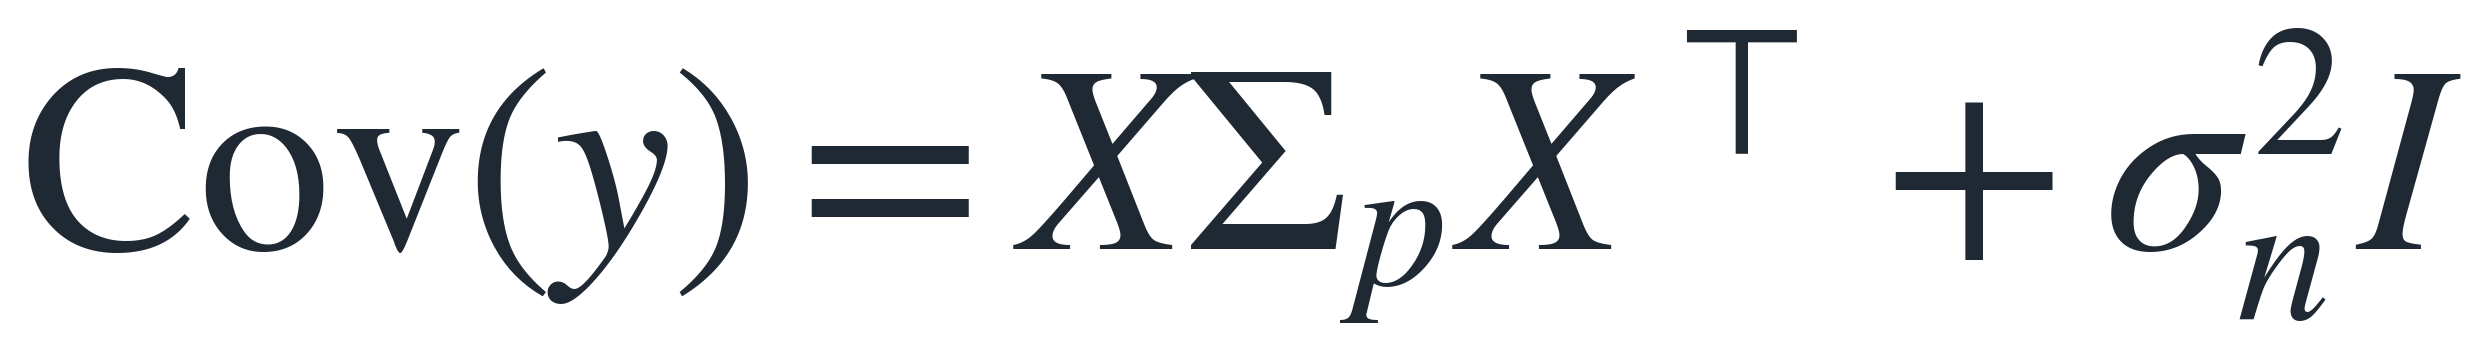 Cov(y) = XΣ_pX^⊤ + σ_n^2I